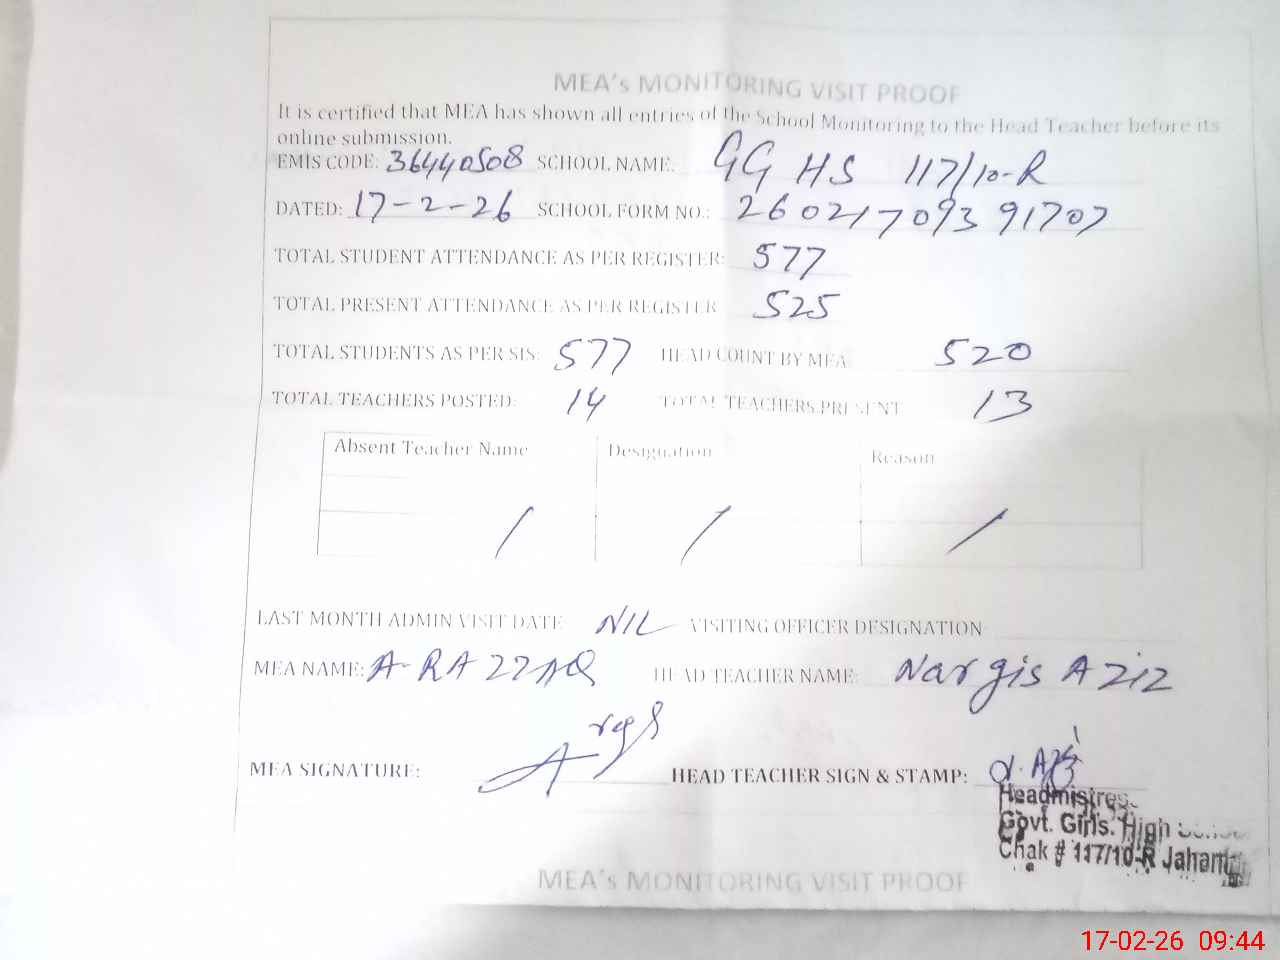 MEA's MONITORING VISIT PROOF
It is certified that MEA has shown all entries of the School Monitoring to the Head Teacher before its
online submission.
EMIS CODE: 36440508 SCHOOL NAME: GG HS 117/10-R
DATED: 17-2-26 SCHOOL FORM NO.: 26021709391707
TOTAL STUDENT ATTENDANCE AS PER REGISTER: 577
TOTAL PRESENT ATTENDANCE AS PER REGISTER 525
TOTAL STUDENTS AS PER SIS: 577 HEAD COUNT BY MEA 520
TOTAL TEACHERS POSTED: 14 TOTAL TEACHERS PRESENT 13
Absent Teacher Name Designation Reason
/ / /
LAST MONTH ADMIN VISIT DATE NIL VISITING OFFICER DESIGNATION
MEA NAME: A-RAZZAQ HEAD TEACHER NAME: Nargis Aziz
MEA SIGNATURE: HEAD TEACHER SIGN & STAMP:
Headmistress
Govt. Girls. High
Chak # 117/10-R
MEA's MONITORING VISIT PROOF
17-02-26 09:44